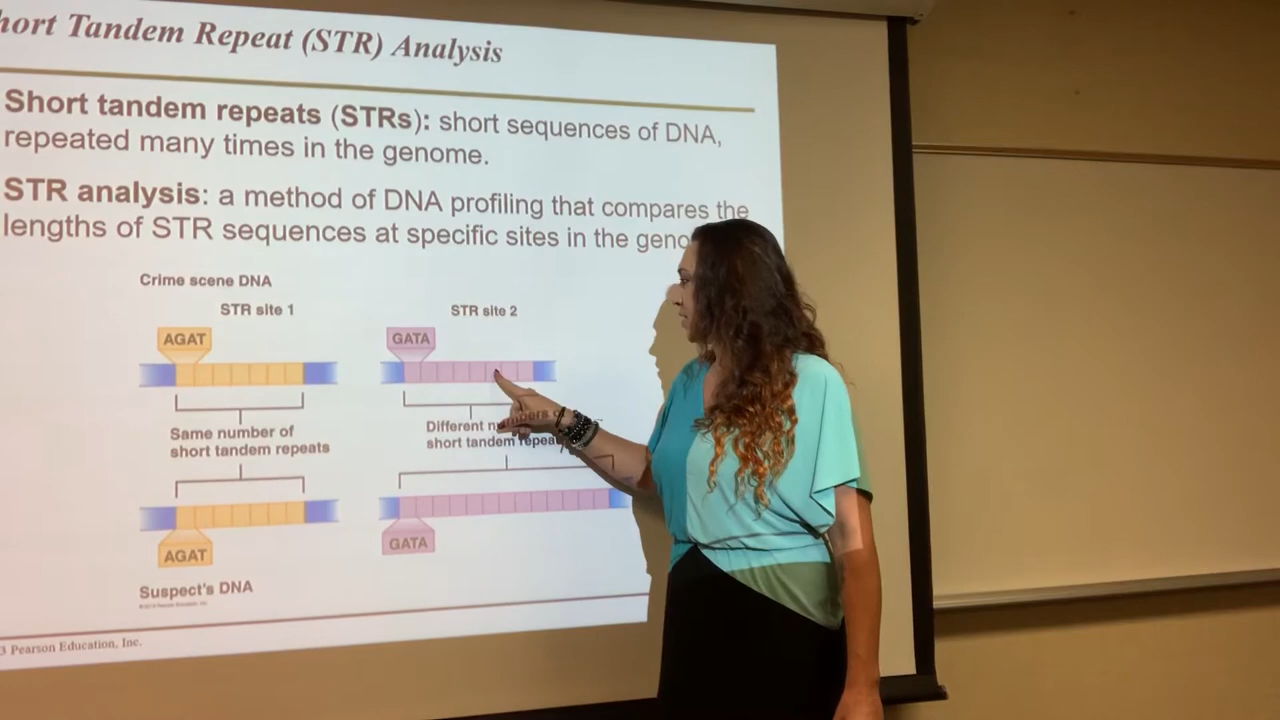 hort Tandem Repeat (STR) Analysis
Short tandem repeats (STRs): short sequences of DNA,
repeated many times in the genome.
STR analysis: a method of DNA profiling that compares the
lengths of STR sequences at specific sites in the geno
Crime scene DNA
STR site 1
STR site 2
AGAT
GATA
Same number of
short tandem repeats
Different numbers o
short tandem repea
AGAT
GATA
Suspect's DNA
3 Pearson Education, Inc.